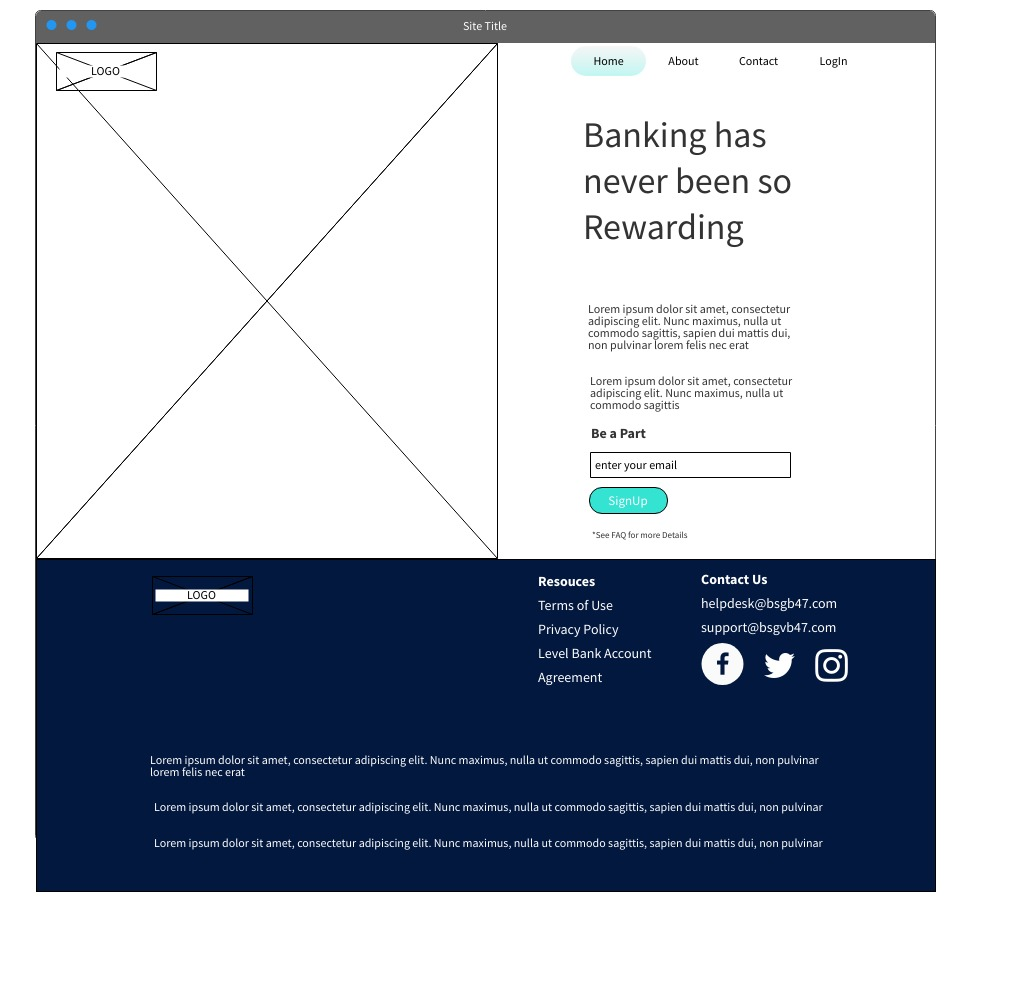 Site Title
LOGO
Home
About
Contact
LogIn
Banking has
never been so
Rewarding
Lorem ipsum dolor sit amet, consectetur
adipiscing elit. Nunc maximus, nulla ut
commodo sagittis, sapien dui mattis dui,
non pulvinar lorem felis nec erat
Lorem ipsum dolor sit amet, consectetur
adipiscing elit. Nunc maximus, nulla ut
commodo sagittis
Be a Part
enter your email
SignUp
*See FAQ for more Details
LOGO
Resouces
Terms of Use
Privacy Policy
Level Bank Account
Agreement
Contact Us
helpdesk@bsgb47.com
support@bsgvb47.com
Lorem ipsum dolor sit amet, consectetur adipiscing elit. Nunc maximus, nulla ut commodo sagittis, sapien dui mattis dui, non pulvinar
lorem felis nec erat
Lorem ipsum dolor sit amet, consectetur adipiscing elit. Nunc maximus, nulla ut commodo sagittis, sapien dui mattis dui, non pulvinar
Lorem ipsum dolor sit amet, consectetur adipiscing elit. Nunc maximus, nulla ut commodo sagittis, sapien dui mattis dui, non pulvinar